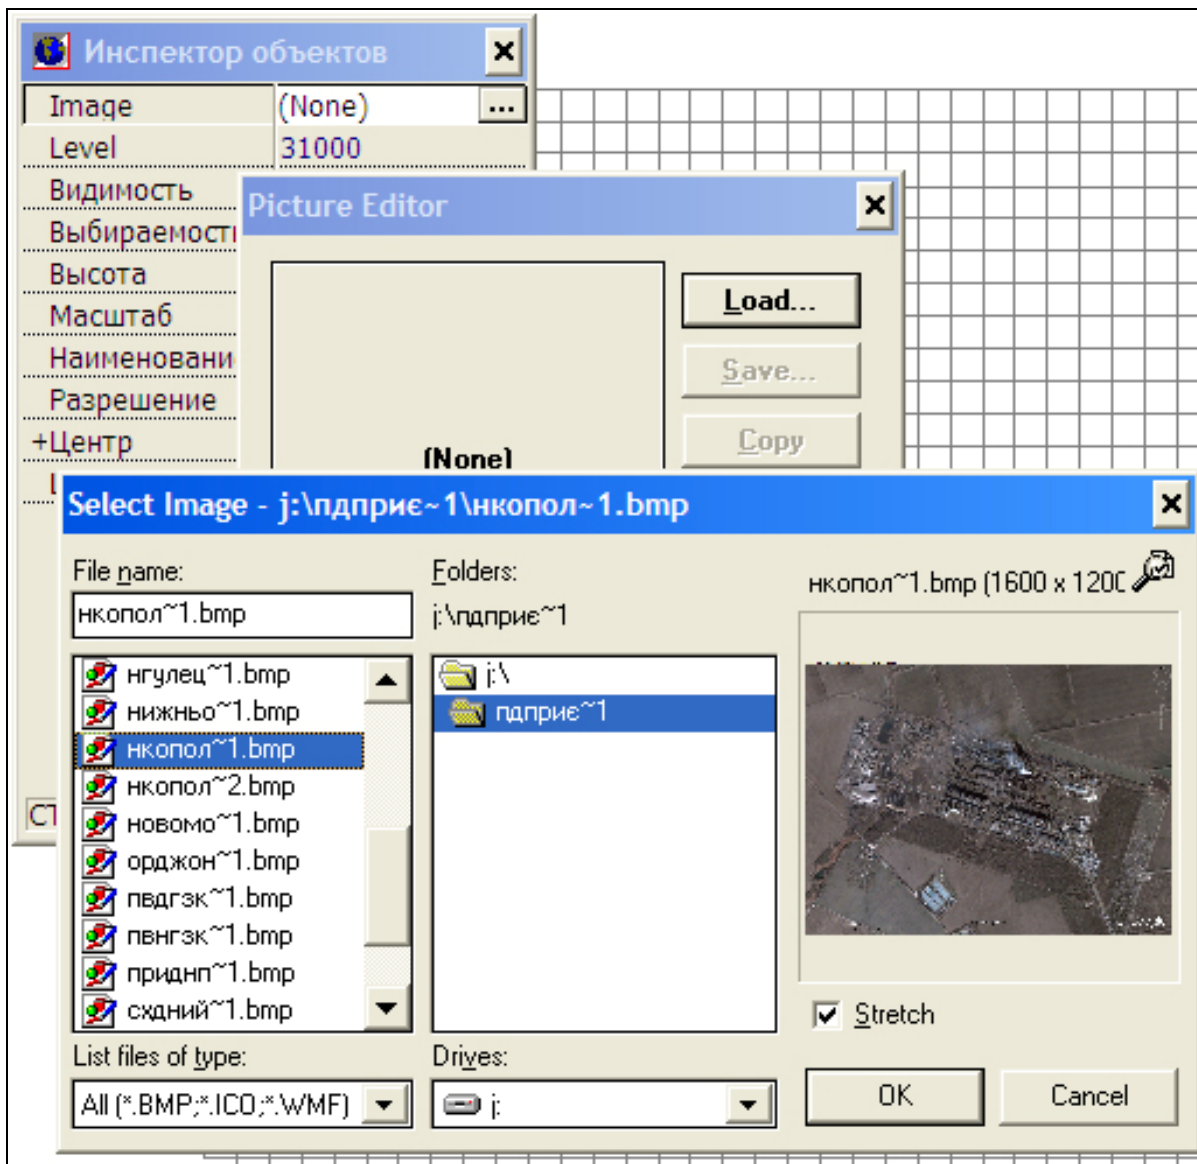 Инспектор объектов
Image (None) ...
Level 31000
Видимость
Выбираемост
Высота
Масштаб
Наименовани
Разрешение
+Центр
Picture Editor
Load...
Save...
Copy
(None)
Select Image - j:\пдприє~1\нкопол~1.bmp
File name:
нкопол~1.bmp
нгулец~1.bmp
нижньо~1.bmp
нкопол~1.bmp
нкопол~2.bmp
новомо~1.bmp
орджон~1.bmp
пвдгзк~1.bmp
пвнгзк~1.bmp
приднп~1.bmp
схдний~1.bmp
List files of type:
All (*.BMP;*.ICO;*.WMF)
Folders:
j:\пдприє~1
j:\
пдприє~1
Drives:
j:
нкопол~1.bmp (1600 x 120
Stretch
OK
Cancel
СТ